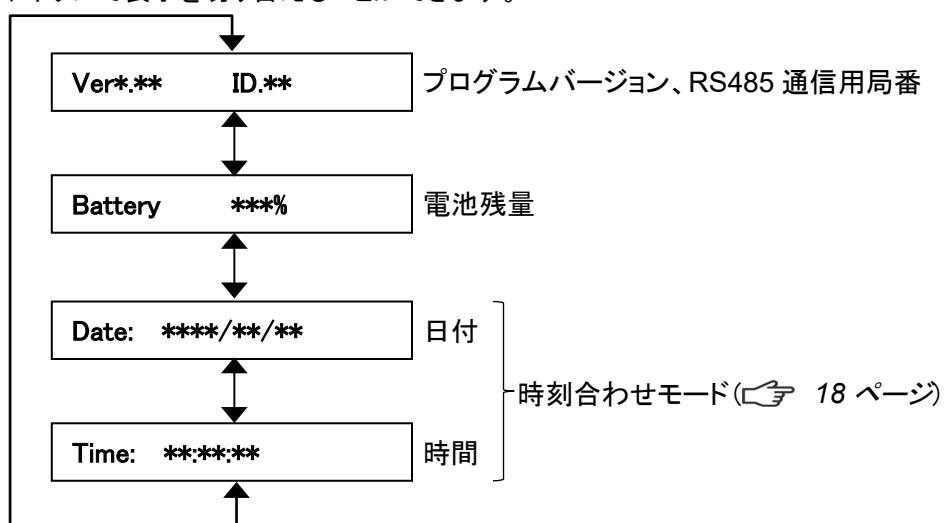 Ver*.** ID.** プログラムバージョン、RS485 通信用局番
Battery ***% 電池残量
Date: ****/**/** 日付
時刻合わせモード(☞ 18 ページ)
Time: **:**:** 時間